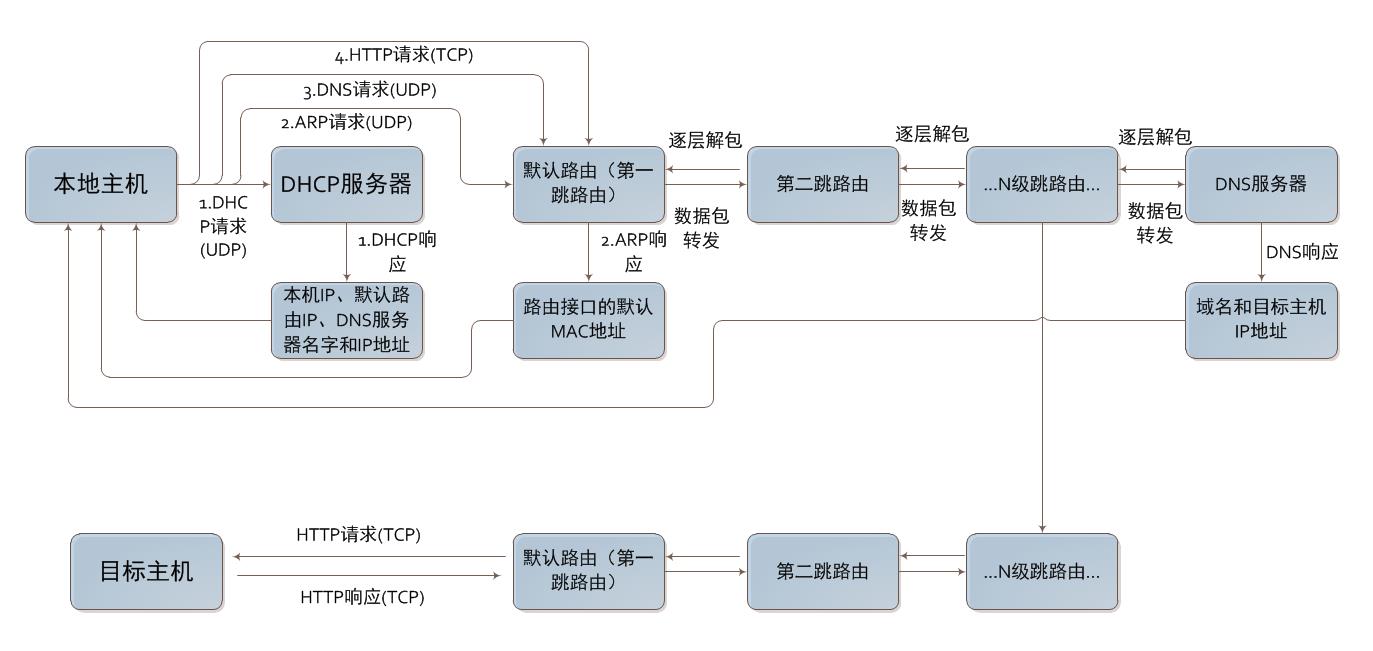 4.HTTP请求(TCP)
3.DNS请求(UDP)
2.ARP请求(UDP)
本地主机
1.DHC
P请求
(UDP)
DHCP服务器
1.DHCP响
应
本机IP、默认路
由IP、DNS服务
器名字和IP地址
默认路由（第一
跳路由）
2.ARP响
应
路由接口的默认
MAC地址
逐层解包
数据包
转发
第二跳路由
逐层解包
数据包
转发
...N级跳路由...
逐层解包
数据包
转发
DNS服务器
DNS响应
域名和目标主机
IP地址
目标主机
HTTP请求(TCP)
HTTP响应(TCP)
默认路由（第一
跳路由）
第二跳路由
...N级跳路由...